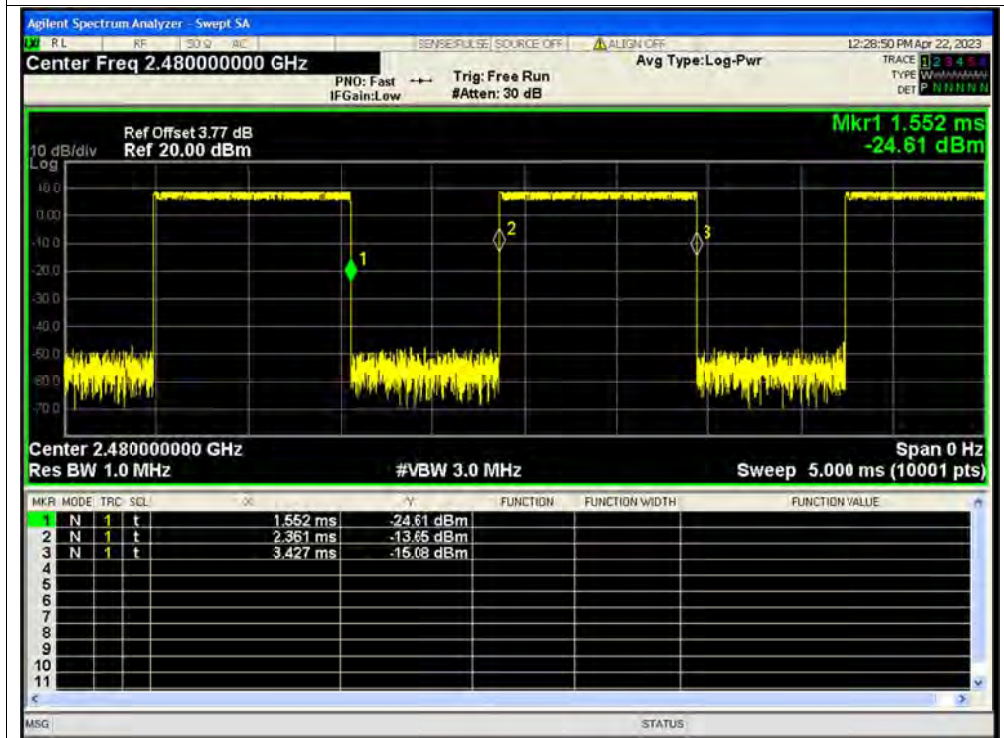 Agilent Spectrum Analyzer - Swept SA
RL RF 50 Ω AC SENSE:PULSE SOURCE OFF ALIGN OFF 12:28:50 PM Apr 22, 2023
Center Freq 2.480000000 GHz Avg Type:Log-Pwr TRACE 1 2 3 4 5 6
PNO: Fast Trig: Free Run TYPE W
IFGain:Low #Atten: 30 dB DET P N N N N N
Mkr1 1.552 ms
Ref Offset 3.77 dB
10 dB/div Ref 20.00 dBm -24.61 dBm
Log
10.0
0.00
-10.0
-20.0
-30.0
-40.0
-50.0
-60.0
-70.0
1
2
3
Center 2.480000000 GHz Span 0 Hz
Res BW 1.0 MHz #VBW 3.0 MHz Sweep 5.000 ms (10001 pts)
MKR MODE TRC SCL X Y FUNCTION FUNCTION WIDTH FUNCTION VALUE
1 N 1 t 1.552 ms -24.61 dBm
2 N 1 t 2.361 ms -13.65 dBm
3 N 1 t 3.427 ms -15.08 dBm
4
5
6
7
8
9
10
11
MSG STATUS